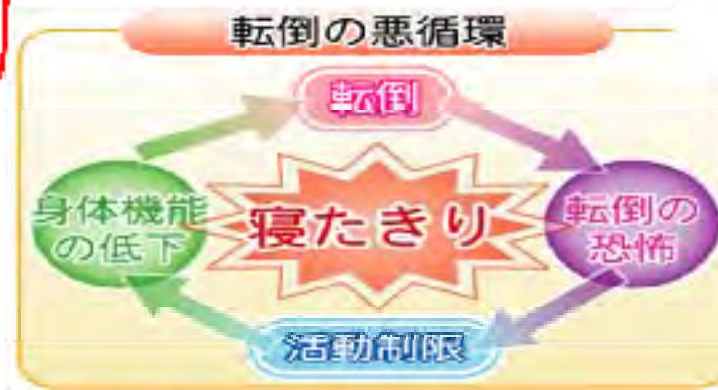 転倒の悪循環
転倒
身体機能
の低下
寝たきり
転倒の
恐怖
活動制限